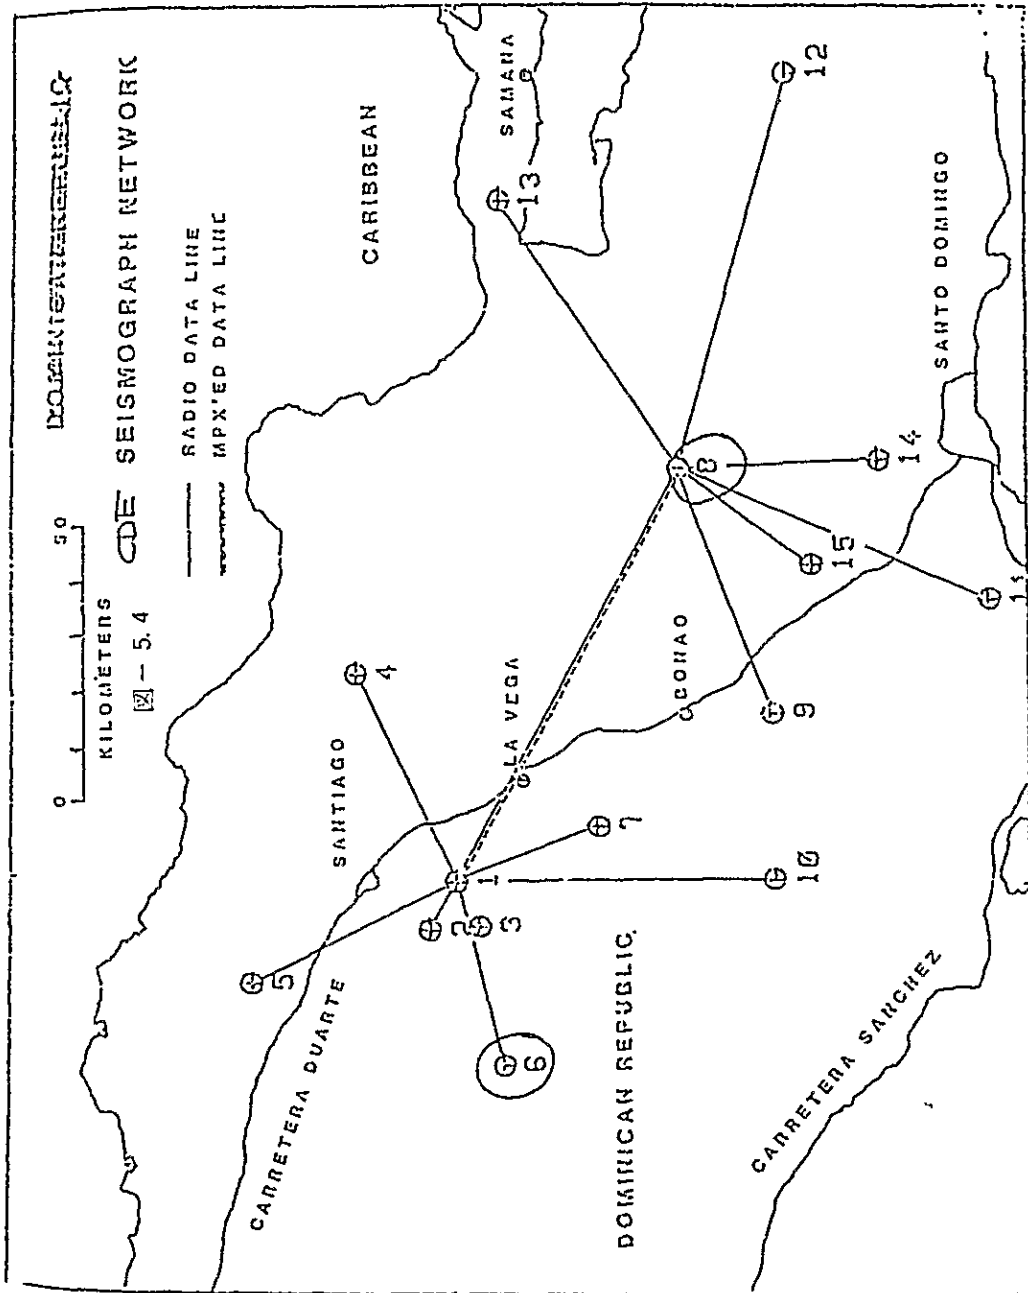 CDE SEISMOGRAPH NETWORK
RADIO DATA LINE
MPX'ED DATA LINE
0
50
KILOMETERS
図-5.4
CARIBBEAN
SAMANA
SANTIAGO
LA VEGA
BONAO
SANTO DOMINGO
CARRETERA DUARTE
DOMINICAN REPUBLIC
CARRETERA SANCHEZ
1
2
3
4
5
6
7
8
9
10
11
12
13
14
15